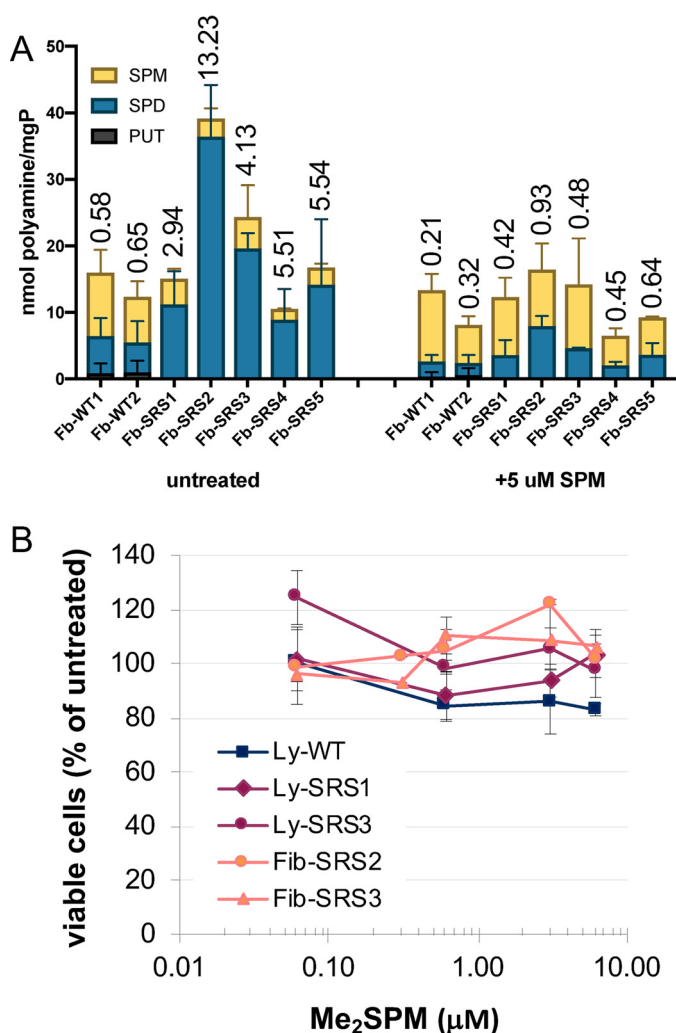 A
50
40
30
20
10
0
nmol polyamine/mgP
SPM
SPD
PUT
0.58
0.65
2.94
13.23
4.13
5.51
5.54
0.21
0.32
0.42
0.93
0.48
0.45
0.64
Fb-WT1
Fb-WT2
Fb-SRS1
Fb-SRS2
Fb-SRS3
Fb-SRS4
Fb-SRS5
Fb-WT1
Fb-WT2
Fb-SRS1
Fb-SRS2
Fb-SRS3
Fb-SRS4
Fb-SRS5
untreated
+5 uM SPM
B
140
120
100
80
60
40
20
0
viable cells (% of untreated)
Ly-WT
Ly-SRS1
Ly-SRS3
Fib-SRS2
Fib-SRS3
0.01
0.10
1.00
10.00
Me₂SPM (μM)